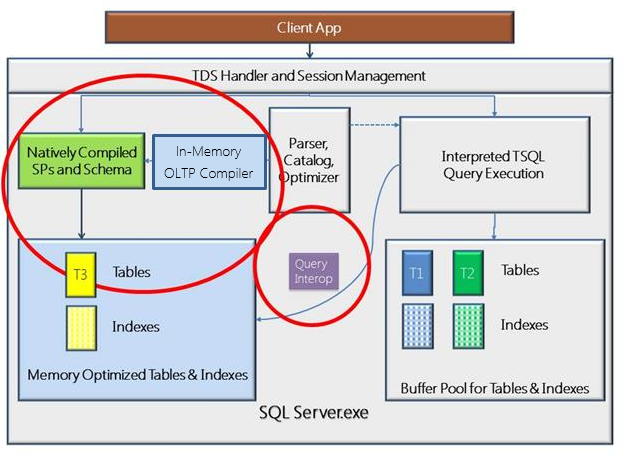 Client App
TDS Handler and Session Management
Natively Compiled
SPs and Schema
In-Memory
OLTP Compiler
Parser,
Catalog,
Optimizer
Interpreted TSQL
Query Execution
T3
Tables
Indexes
Memory Optimized Tables & Indexes
Query
Interop
T1
T2
Tables
Indexes
Buffer Pool for Tables & Indexes
SQL Server.exe